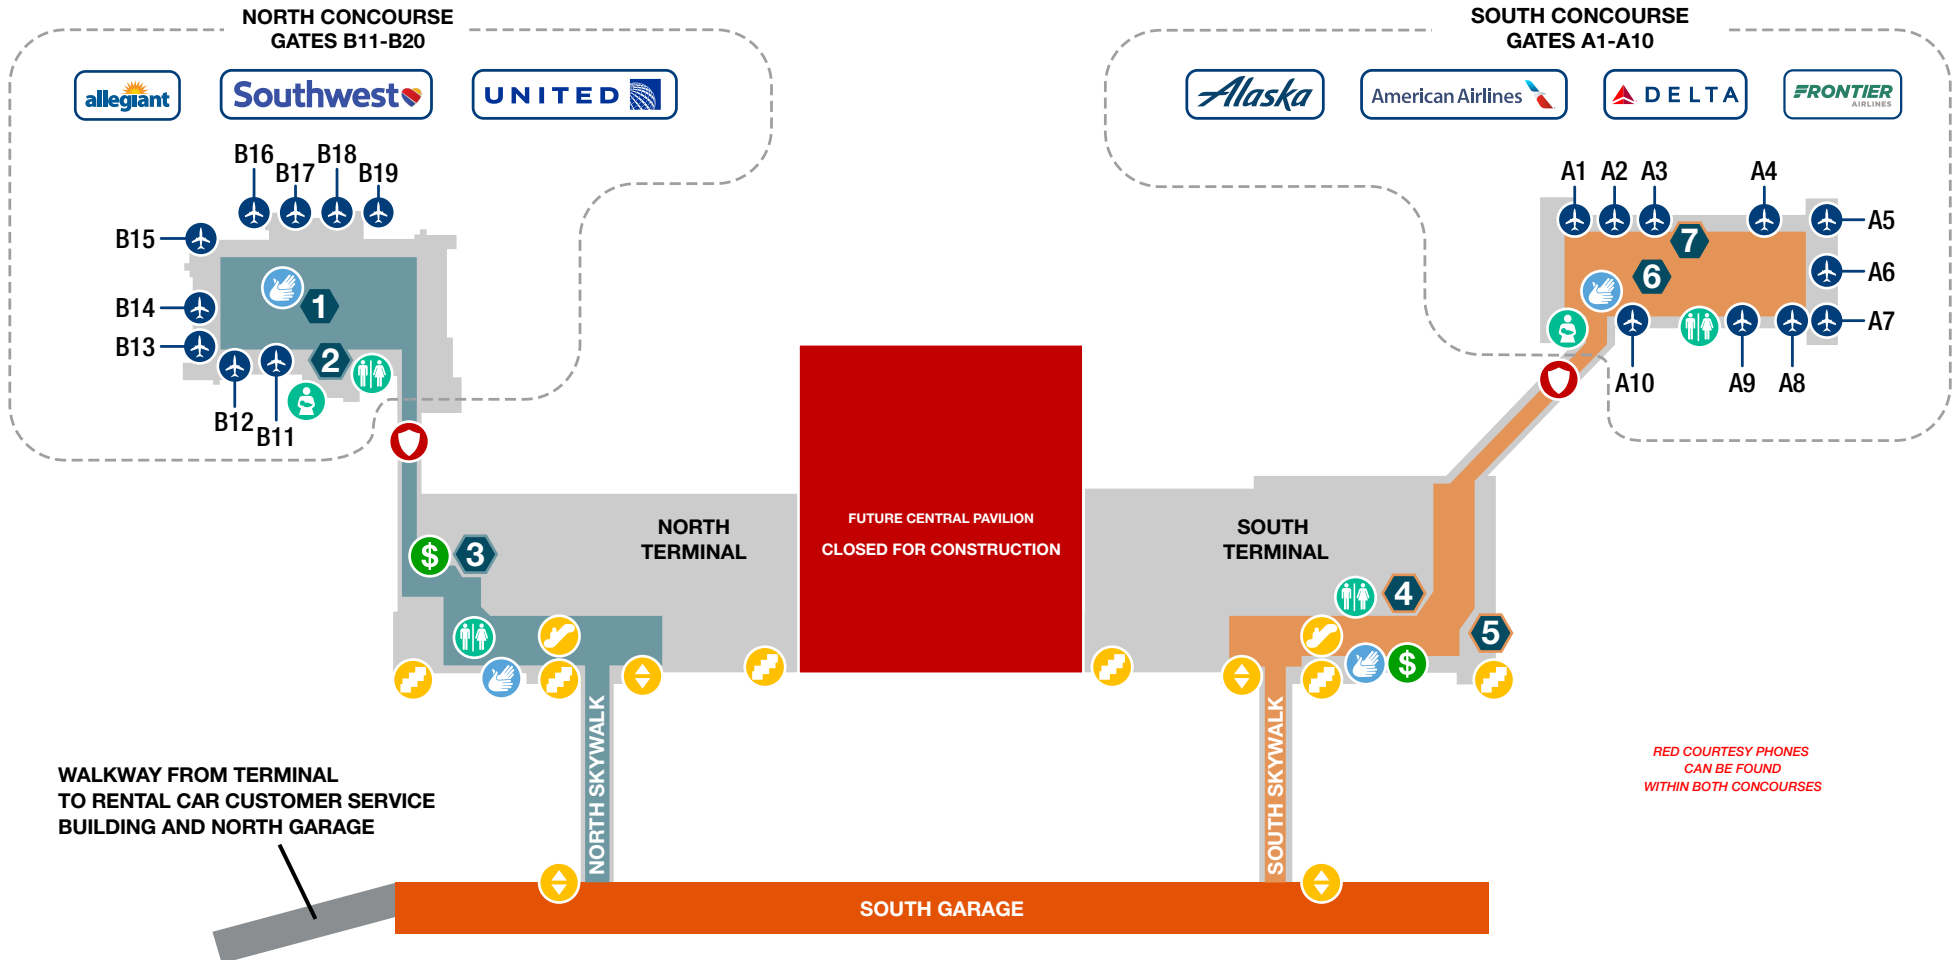 NORTH CONCOURSE
GATES B11-B20
allegiant
Southwest
UNITED
SOUTH CONCOURSE
GATES A1-A10
Alaska
American Airlines
DELTA
FRONTIER
AIRLINES
B16
B17
B18
B19
B15
B14
B13
B12
B11
1
2
A1
A2
A3
A4
A5
A6
A7
A8
A9
A10
7
6
NORTH
TERMINAL
3
$
FUTURE CENTRAL PAVILION
CLOSED FOR CONSTRUCTION
SOUTH
TERMINAL
4
5
$
NORTH SKYWALK
SOUTH SKYWALK
RED COURTESY PHONES
CAN BE FOUND
WITHIN BOTH CONCOURSES
WALKWAY FROM TERMINAL
TO RENTAL CAR CUSTOMER SERVICE
BUILDING AND NORTH GARAGE
SOUTH GARAGE